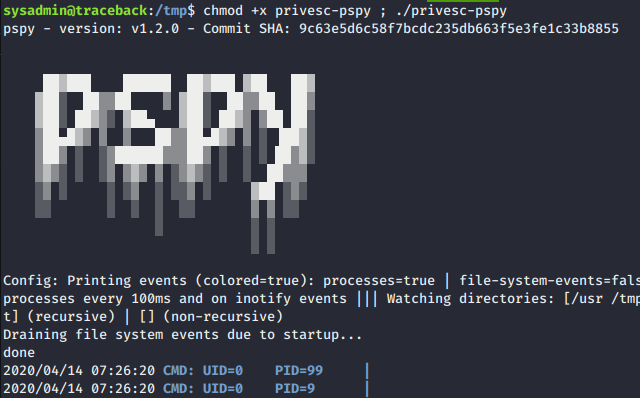 sysadmin@traceback:/tmp$ chmod +x privesc-pspy ; ./privesc-pspy
pspy - version: v1.2.0 - Commit SHA: 9c63e5d6c58f7bcdc235db663f5e3fe1c33b8855
PSPY
Config: Printing events (colored=true): processes=true | file-system-events=fals
processes every 100ms and on inotify events ||| Watching directories: [/usr /tmp
t] (recursive) | [] (non-recursive)
Draining file system events due to startup...
done
2020/04/14 07:26:20 CMD: UID=0 PID=99 |
2020/04/14 07:26:20 CMD: UID=0 PID=9 |